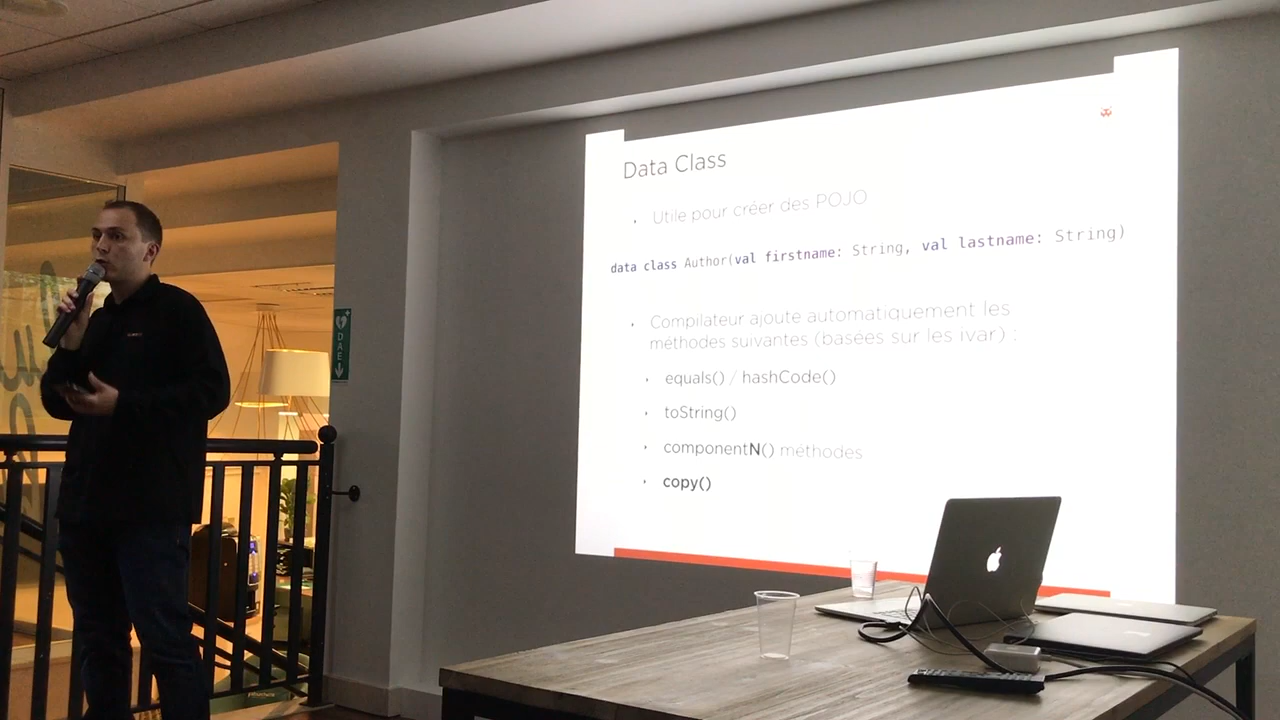 Data Class
Utile pour créer des POJO
data class Author(val firstname: String, val lastname: String)
Compilateur ajoute automatiquement les
méthodes suivantes (basées sur les ivar) :
equals() / hashCode()
toString()
componentN() méthodes
copy()
DAE